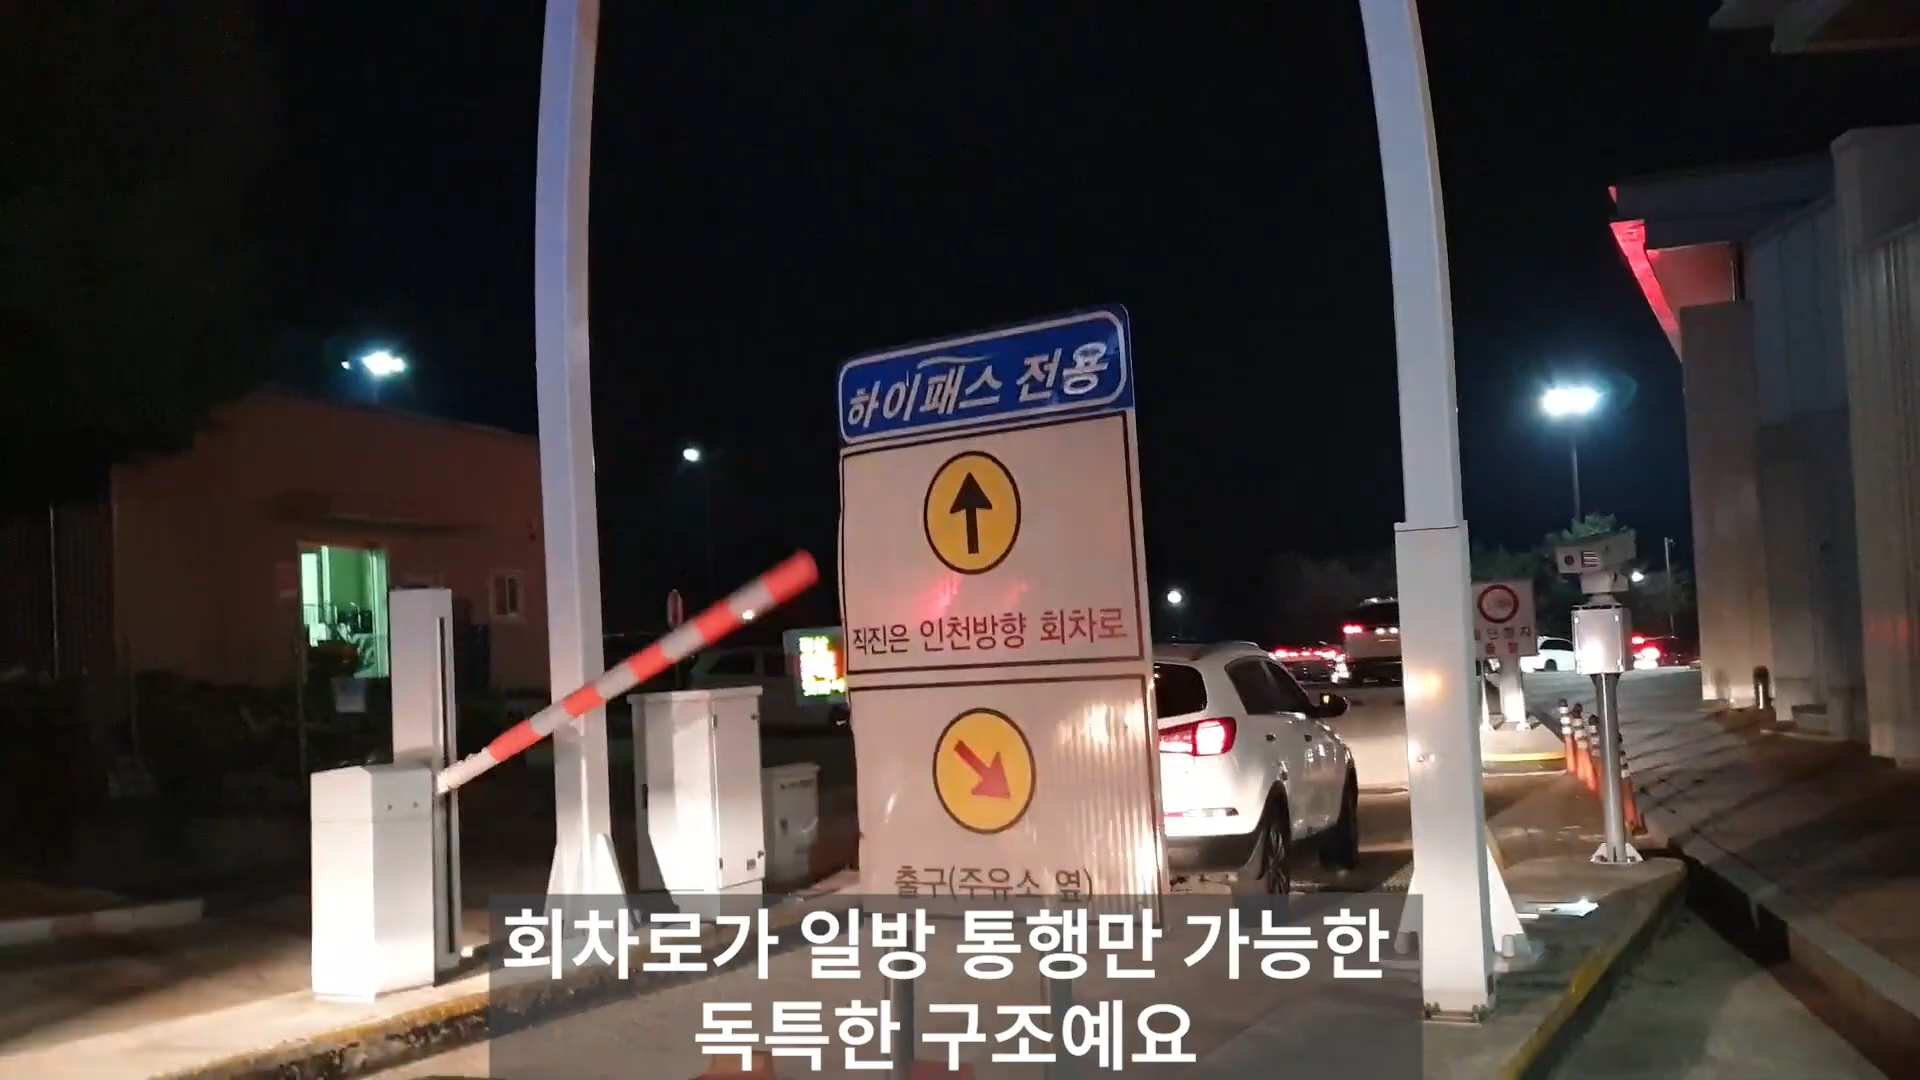 하이패스 전용
직진은 인천방향 회차로
출구(주유소 옆)
회차로가 일방 통행만 가능한
독특한 구조예요